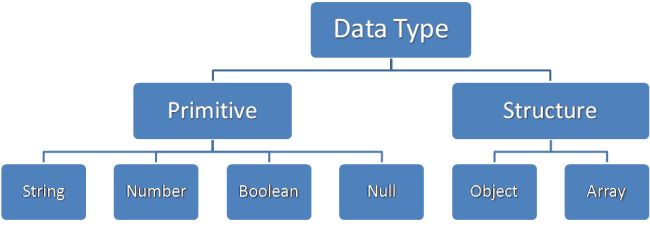 Data Type
Primitive
Structure
String
Number
Boolean
Null
Object
Array